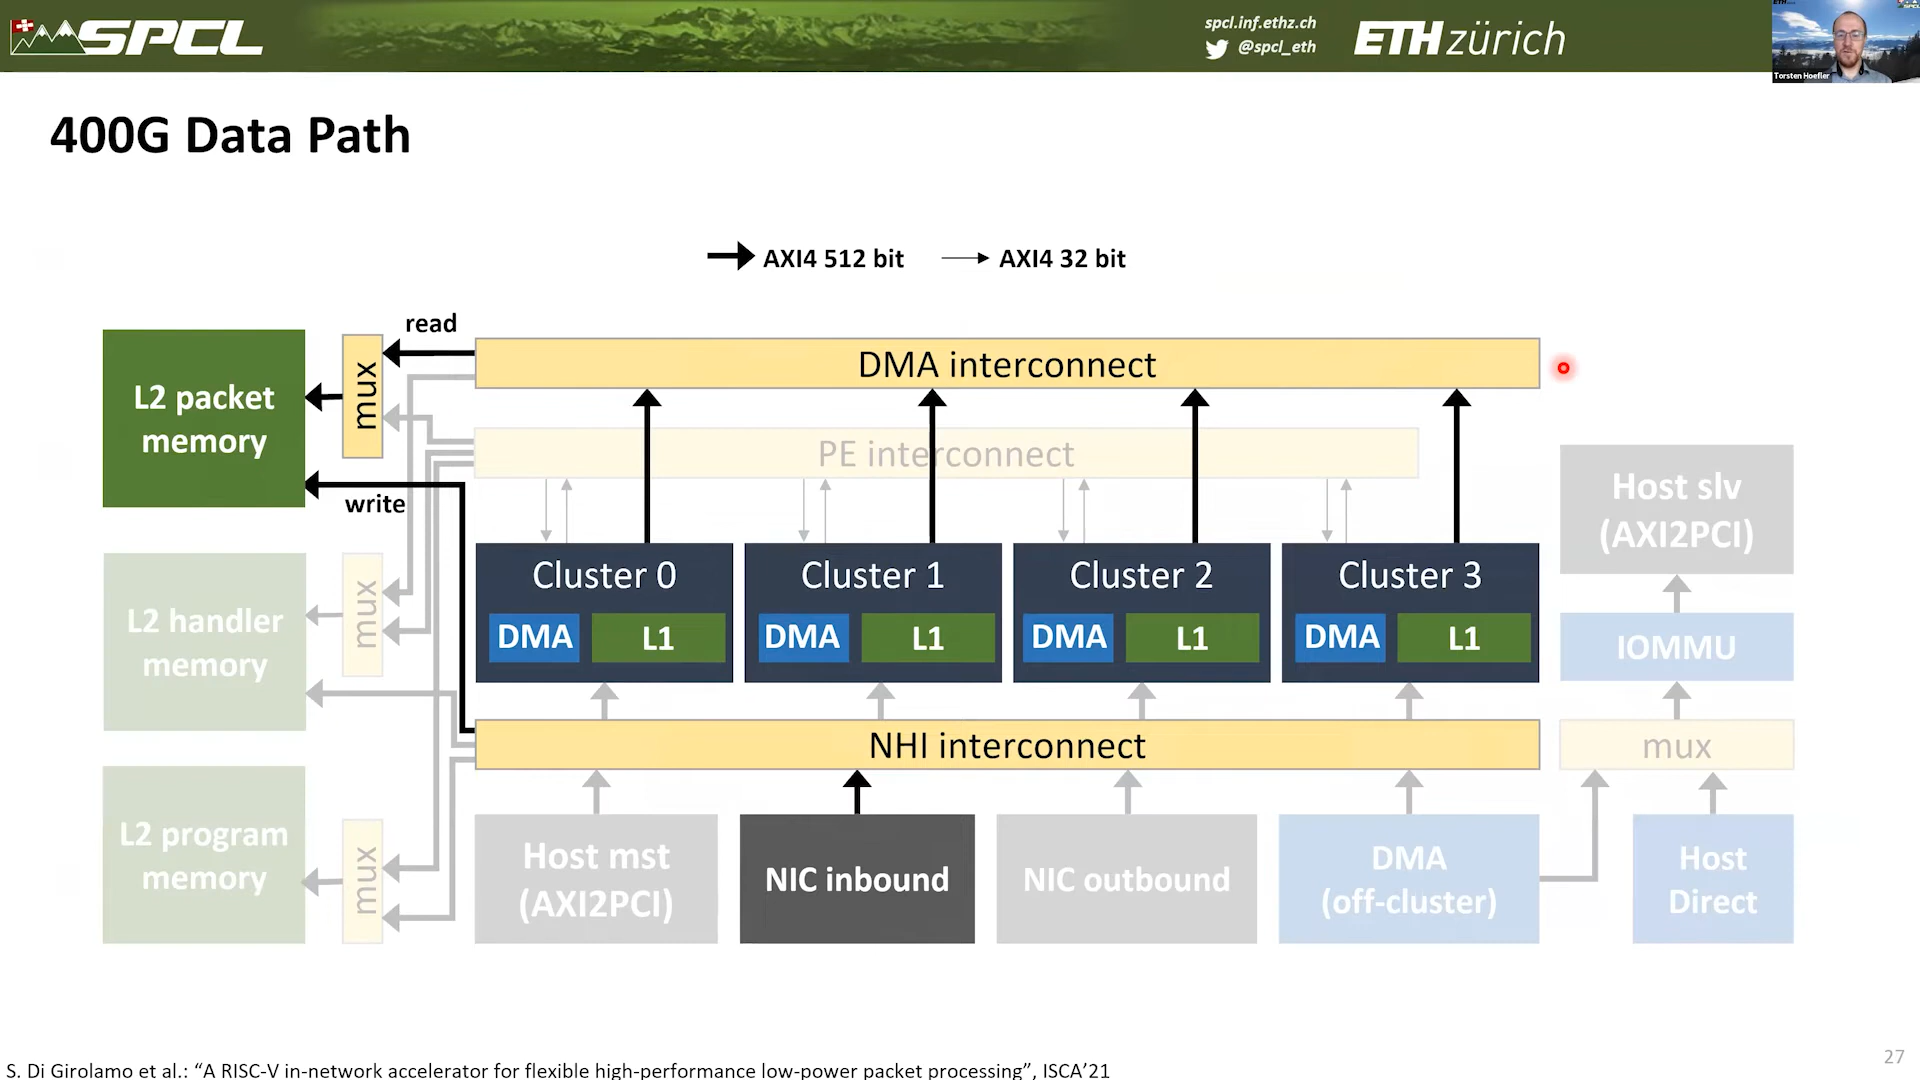 SPCL
spcl.inf.ethz.ch
@spcl_eth
ETH zürich
Torsten Hoefler
400G Data Path
AXI4 512 bit
AXI4 32 bit
read
DMA interconnect
mux
L2 packet
memory
PE interconnect
write
Host slv
(AXI2PCI)
Cluster 0
DMA
L1
Cluster 1
DMA
L1
Cluster 2
DMA
L1
Cluster 3
DMA
L1
L2 handler
memory
mux
IOMMU
NHI interconnect
mux
L2 program
memory
mux
Host mst
(AXI2PCI)
NIC inbound
NIC outbound
DMA
(off-cluster)
Host
Direct
27
S. Di Girolamo et al.: “A RISC-V in-network accelerator for flexible high-performance low-power packet processing”, ISCA’21